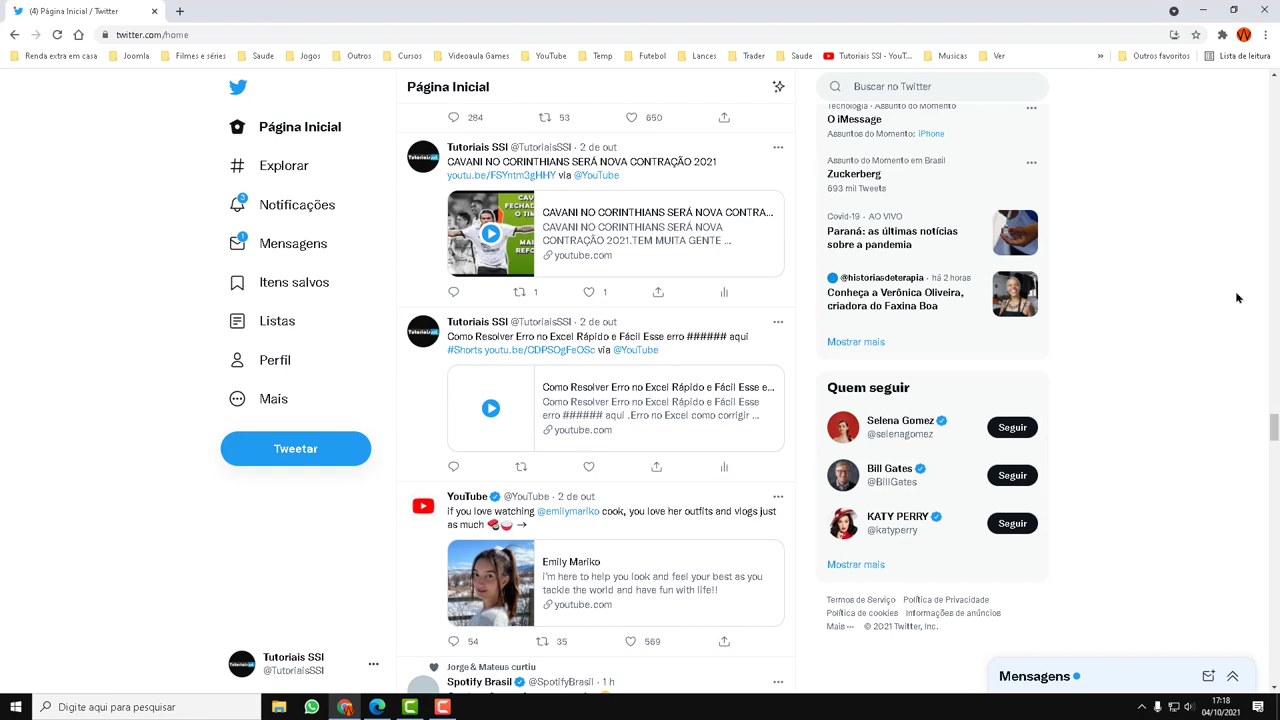 (4) Página Inicial / Twitter
twitter.com/home
Renda extra em casa
Joomla
Filmes e séries
Saude
Jogos
Outros
Cursos
Videoaula Games
YouTube
Temp
Futebol
Lances
Trader
Saude
Tutoriais SSI - YouT...
Musicas
Ver
»
Outros favoritos
Lista de leitura
Página Inicial
Explorar
3
Notificações
1
Mensagens
Itens salvos
Listas
Perfil
Mais
Tweetar
Tutoriais SSI
@TutoriaisSSI
Página Inicial
284 53 650
Tutoriais SSI @TutoriaisSSI · 2 de out
CAVANI NO CORINTHIANS SERÁ NOVA CONTRAÇÃO 2021
youtu.be/FSYntm3gHHY via @YouTube
CAVANI NO CORINTHIANS SERÁ NOVA CONTRA...
CAVANI NO CORINTHIANS SERÁ NOVA
CONTRAÇÃO 2021.TEM MUITA GENTE ...
youtube.com
1 1
Tutoriais SSI @TutoriaisSSI · 2 de out
Como Resolver Erro no Excel Rápido e Fácil Esse erro ###### aqui
#Shorts youtu.be/CDPSOgFeOSc via @YouTube
Como Resolver Erro no Excel Rápido e Fácil Esse e...
Como Resolver Erro no Excel Rápido e Fácil Esse
erro ###### aqui .Erro no Excel como corrigir ...
youtube.com
YouTube @YouTube · 2 de out
if you love watching @emilymariko cook, you love her outfits and vlogs just
as much 🍣🍚 →
Emily Mariko
i'm here to help you look and feel your best as you
tackle the world and have fun with life!!
youtube.com
54 35 569
Jorge & Mateus curtiu
Spotify Brasil @SpotifyBrasil · 1 h
Buscar no Twitter
Tecnologia · Assunto do Momento
O iMessage
Assuntos do Momento: iPhone
Assunto do Momento em Brasil
Zuckerberg
693 mil Tweets
Covid-19 · AO VIVO
Paraná: as últimas notícias
sobre a pandemia
@historiasdeterapia · há 2 horas
Conheça a Verônica Oliveira,
criadora do Faxina Boa
Mostrar mais
Quem seguir
Selena Gomez
@selenagomez
Seguir
Bill Gates
@BillGates
Seguir
KATY PERRY
@katyperry
Seguir
Mostrar mais
Termos de Serviço Política de Privacidade
Política de cookies Informações de anúncios
Mais ··· © 2021 Twitter, Inc.
Mensagens
Digite aqui para pesquisar
17:18
04/10/2021